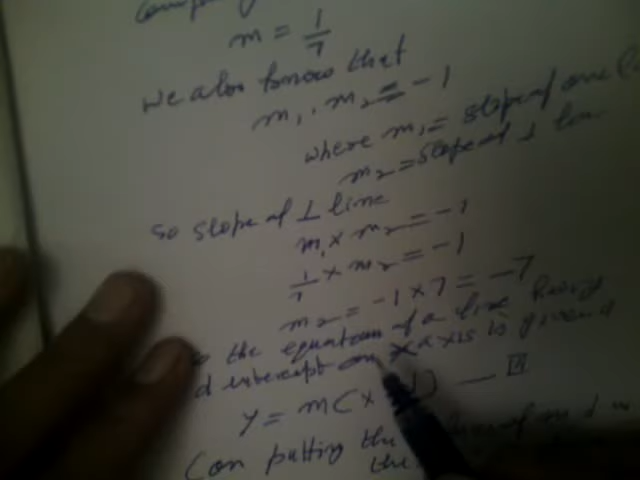 m = 1/7
we also know that
m₁ . m₂ = -1
where m₁ = slope of one
m₂ = slope of ⊥ line
so slope of ⊥ line
m₁ x m₂ = -1
1/7 x m₂ = -1
m₂ = -1 x 7 = -7
the equation of a line having
d intercept on x axis is given
y = m(x
(on putting the
the